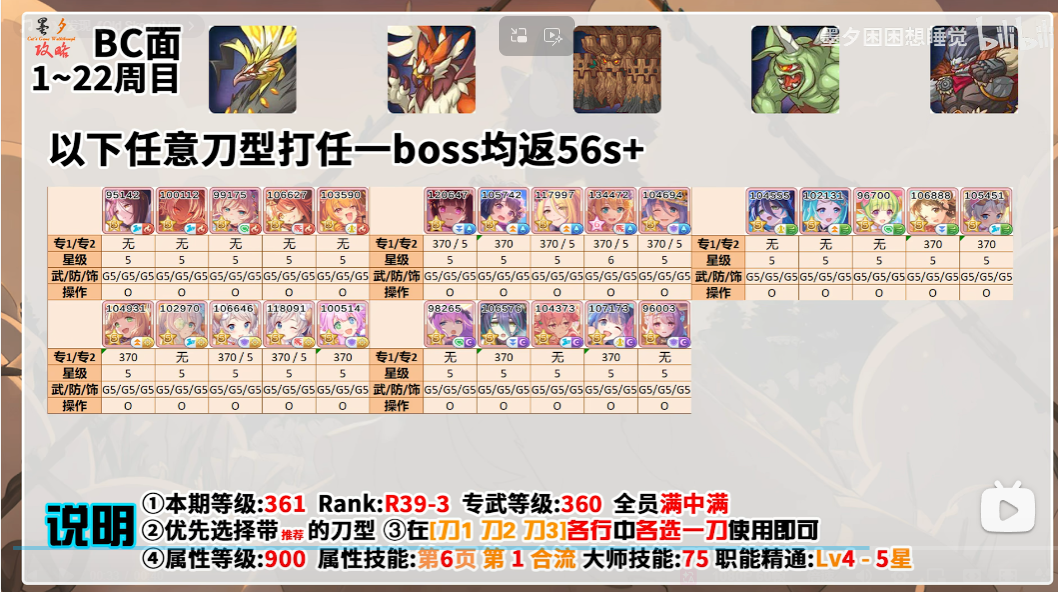 墨夕
攻略
BC面
1~22周目
墨夕困困想睡觉 bilibili
以下任意刀型打任一boss均返56s+
95142 100112 99175 106627 103590
专1/专2 无 无 无 无 无
星级 5 5 5 5 5
武/防/饰 G5/G5/G5 G5/G5/G5 G5/G5/G5 G5/G5/G5 G5/G5/G5
操作 O O O O O
120647 105742 117997 134472 104694
专1/专2 370 / 5 370 370 / 5 370 / 5 370 / 5
星级 5 5 5 6 5
武/防/饰 G5/G5/G5 G5/G5/G5 G5/G5/G5 G5/G5/G5 G5/G5/G5
操作 O O O O O
104555 102131 96700 106888 105451
专1/专2 无 无 无 370 370
星级 5 5 5 5 5
武/防/饰 G5/G5/G5 G5/G5/G5 G5/G5/G5 G5/G5/G5 G5/G5/G5
操作 O O O O O
104931 102970 106646 118091 100514
专1/专2 370 无 370 / 5 370 / 5 370
星级 5 5 5 5 5
武/防/饰 G5/G5/G5 G5/G5/G5 G5/G5/G5 G5/G5/G5 G5/G5/G5
操作 O O O O O
98265 106576 104373 107173 96003
专1/专2 无 370 无 370 无
星级 5 5 5 5 5
武/防/饰 G5/G5/G5 G5/G5/G5 G5/G5/G5 G5/G5/G5 G5/G5/G5
操作 O O O O O
说明
①本期等级:361 Rank:R39-3 专武等级:360 全员满中满
②优先选择带推荐的刀型 ③在[刀1 刀2 刀3]各行中各选一刀使用即可
④属性等级:900 属性技能:第6页 第 1 合流 大师技能:75 职能精通:Lv4 - 5星